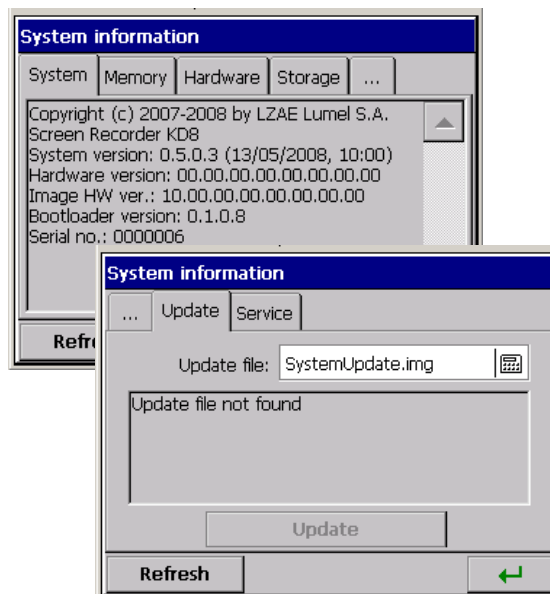 System information
System Memory Hardware Storage ...
Copyright (c) 2007-2008 by LZAE Lumel S.A.
Screen Recorder KD8
System version: 0.5.0.3 (13/05/2008, 10:00)
Hardware version: 00.00.00.00.00.00.00.00
Image HW ver.: 10.00.00.00.00.00.00.00
Bootloader version: 0.1.0.8
Serial no.: 0000006
Refr
System information
... Update Service
Update file: SystemUpdate.img
Update file not found
Update
Refresh